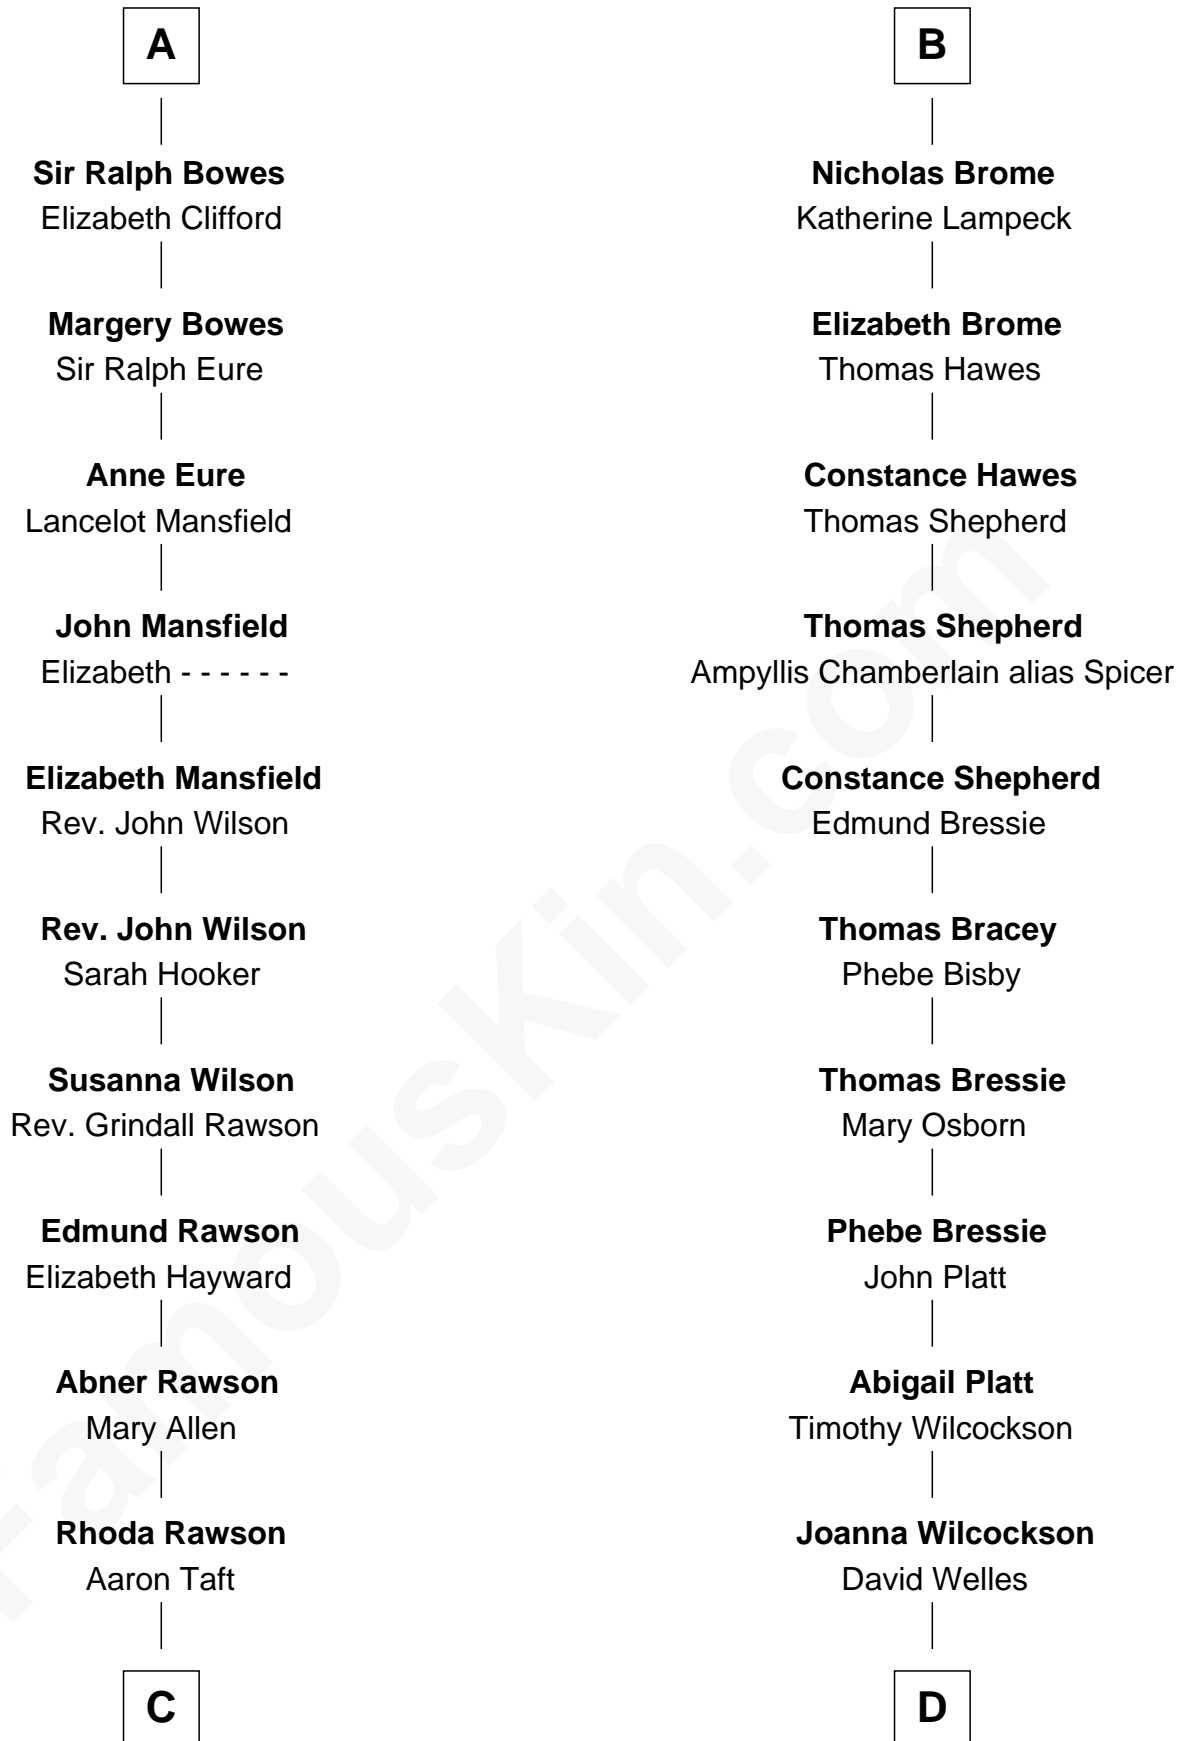 A
Sir Ralph Bowes
Elizabeth Clifford
Margery Bowes
Sir Ralph Eure
Anne Eure
Lancelot Mansfield
John Mansfield
Elizabeth - - - - - -
Elizabeth Mansfield
Rev. John Wilson
Rev. John Wilson
Sarah Hooker
Susanna Wilson
Rev. Grindall Rawson
Edmund Rawson
Elizabeth Hayward
Abner Rawson
Mary Allen
Rhoda Rawson
Aaron Taft
C
B
Nicholas Brome
Katherine Lampeck
Elizabeth Brome
Thomas Hawes
Constance Hawes
Thomas Shepherd
Thomas Shepherd
Ampyllis Chamberlain alias Spicer
Constance Shepherd
Edmund Bressie
Thomas Bracey
Phebe Bisby
Thomas Bressie
Mary Osborn
Phebe Bressie
John Platt
Abigail Platt
Timothy Wilcockson
Joanna Wilcockson
David Welles
D
FamousKin.com